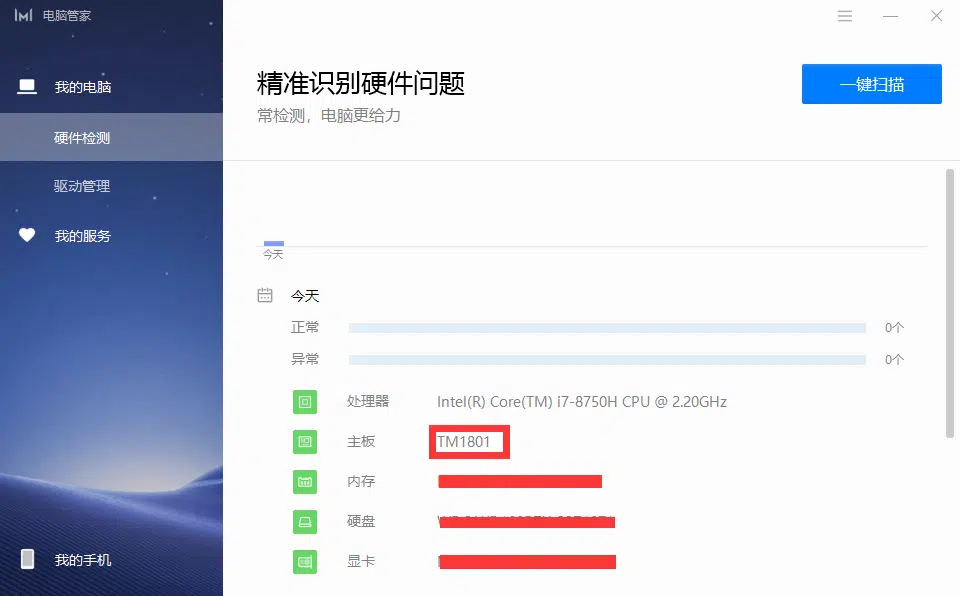 电脑管家
我的电脑
硬件检测
驱动管理
我的服务
我的手机
精准识别硬件问题
常检测，电脑更给力
一键扫描
今天
今天
正常 0个
异常 0个
处理器 Intel(R) Core(TM) i7-8750H CPU @ 2.20GHz
主板 TM1801
内存
硬盘
显卡